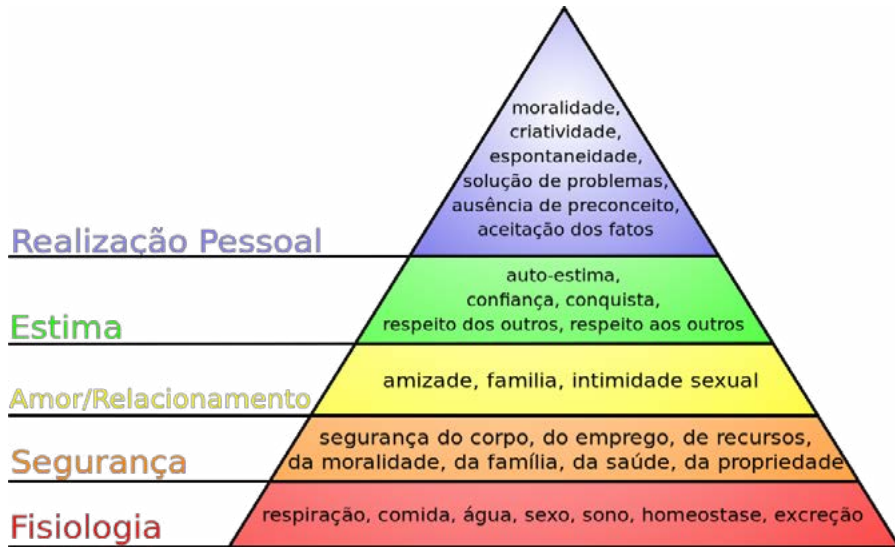 moralidade,
criatividade,
espontaneidade,
solução de problemas,
ausência de preconceito,
aceitação dos fatos
Realização Pessoal
auto-estima,
confiança, conquista,
respeito dos outros, respeito aos outros
Estima
amizade, familia, intimidade sexual
Amor/Relacionamento
segurança do corpo, do emprego, de recursos,
da moralidade, da família, da saúde, da propriedade
Segurança
respiração, comida, água, sexo, sono, homeostase, excreção
Fisiologia